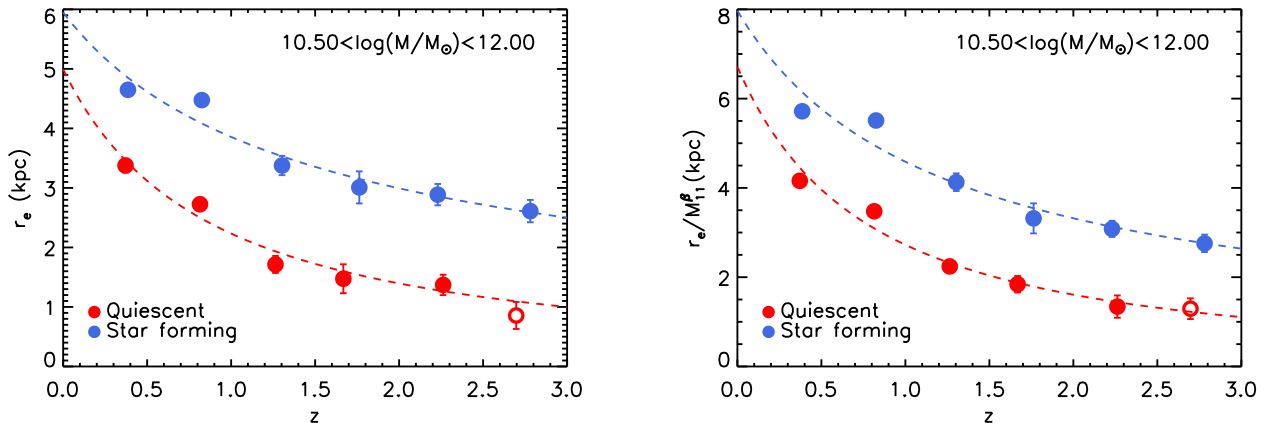 10.50<log(M/M⊙)<12.00
6
5
4
3
2
1
0
r_e (kpc)
Quiescent
Star forming
0.0 0.5 1.0 1.5 2.0 2.5 3.0
z
10.50<log(M/M⊙)<12.00
8
6
4
2
0
r_e/M_11^β (kpc)
Quiescent
Star forming
0.0 0.5 1.0 1.5 2.0 2.5 3.0
z